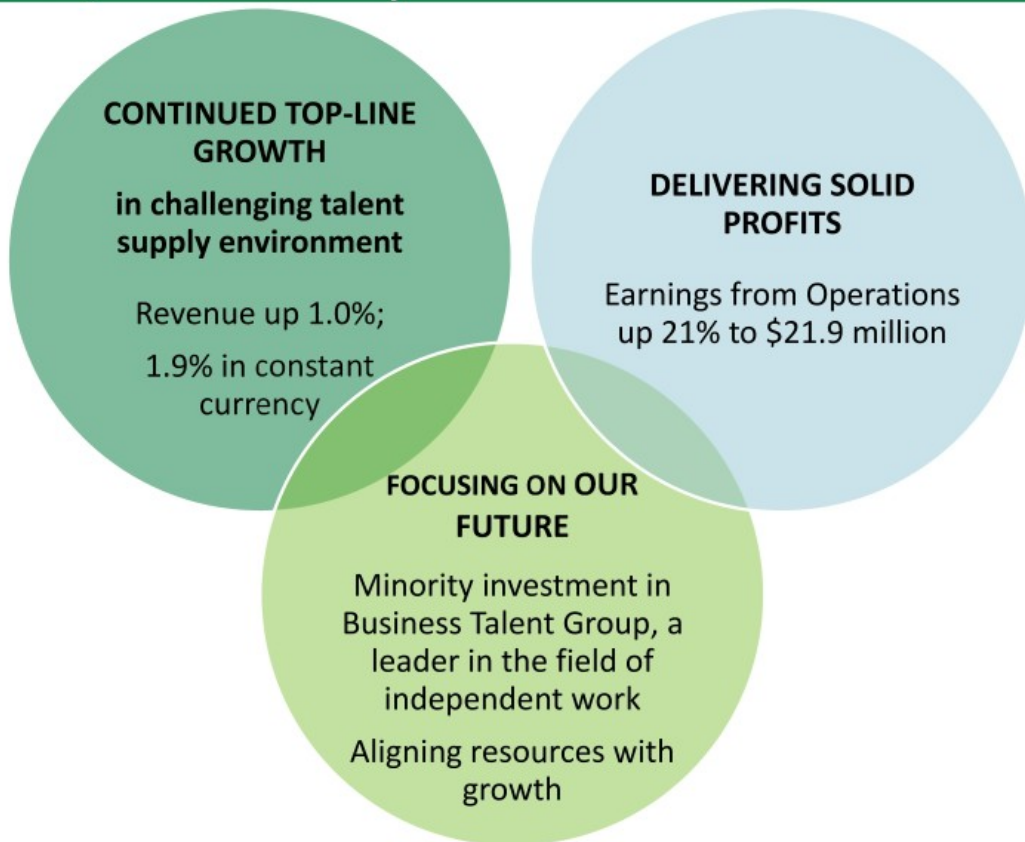 CONTINUED TOP-LINE
GROWTH
in challenging talent
supply environment
Revenue up 1.0%;
1.9% in constant
currency
DELIVERING SOLID
PROFITS
Earnings from Operations
up 21% to $21.9 million
FOCUSING ON OUR
FUTURE
Minority investment in
Business Talent Group, a
leader in the field of
independent work
Aligning resources with
growth